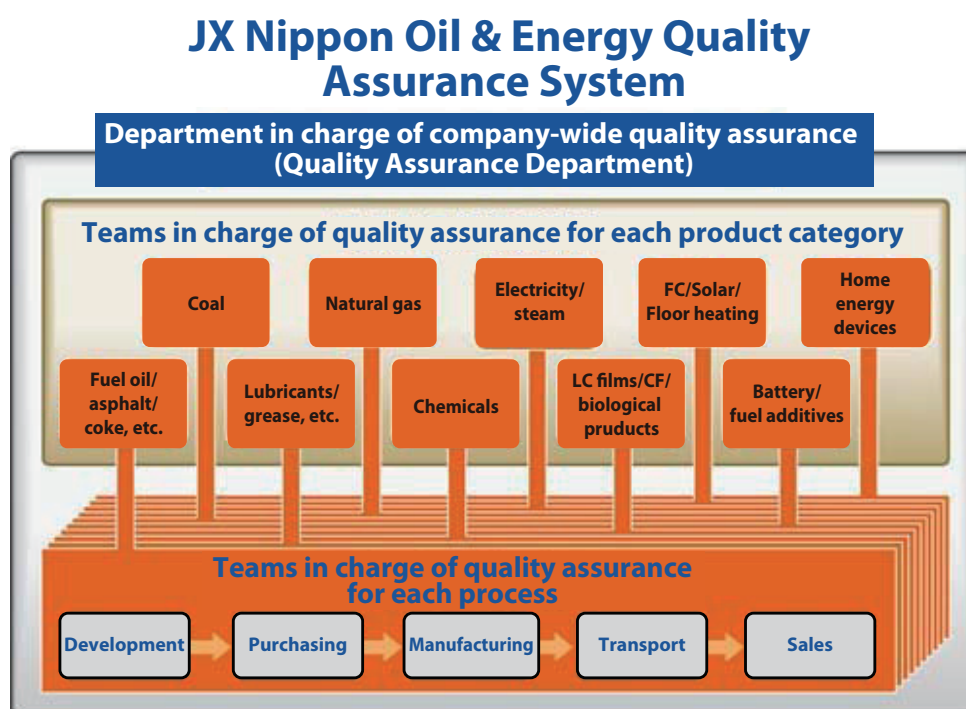 JX Nippon Oil & Energy Quality
Assurance System
Department in charge of company-wide quality assurance
(Quality Assurance Department)
Teams in charge of quality assurance for each product category
Coal
Natural gas
Electricity/
steam
FC/Solar/
Floor heating
Home
energy
devices
Fuel oil/
asphalt/
coke, etc.
Lubricants/
grease, etc.
Chemicals
LC films/CF/
biological
pruducts
Battery/
fuel additives
Teams in charge of quality assurance
for each process
Development
Purchasing
Manufacturing
Transport
Sales